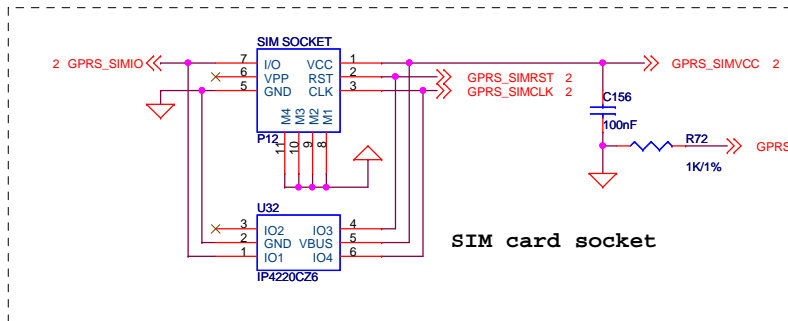 SIM SOCKET
2 GPRS_SIMIO
7 I/O VCC 1
6 VPP RST 2
5 GND CLK 3
GPRS_SIMVCC 2
GPRS_SIMRST 2
GPRS_SIMCLK 2
M4 M3 M2 M1
P12
11 10 9 8
C156
100nF
R72
1K/1%
GPRS
U32
3 IO2 IO3 4
2 GND VBUS 5
1 IO1 IO4 6
IP4220CZ6
SIM card socket